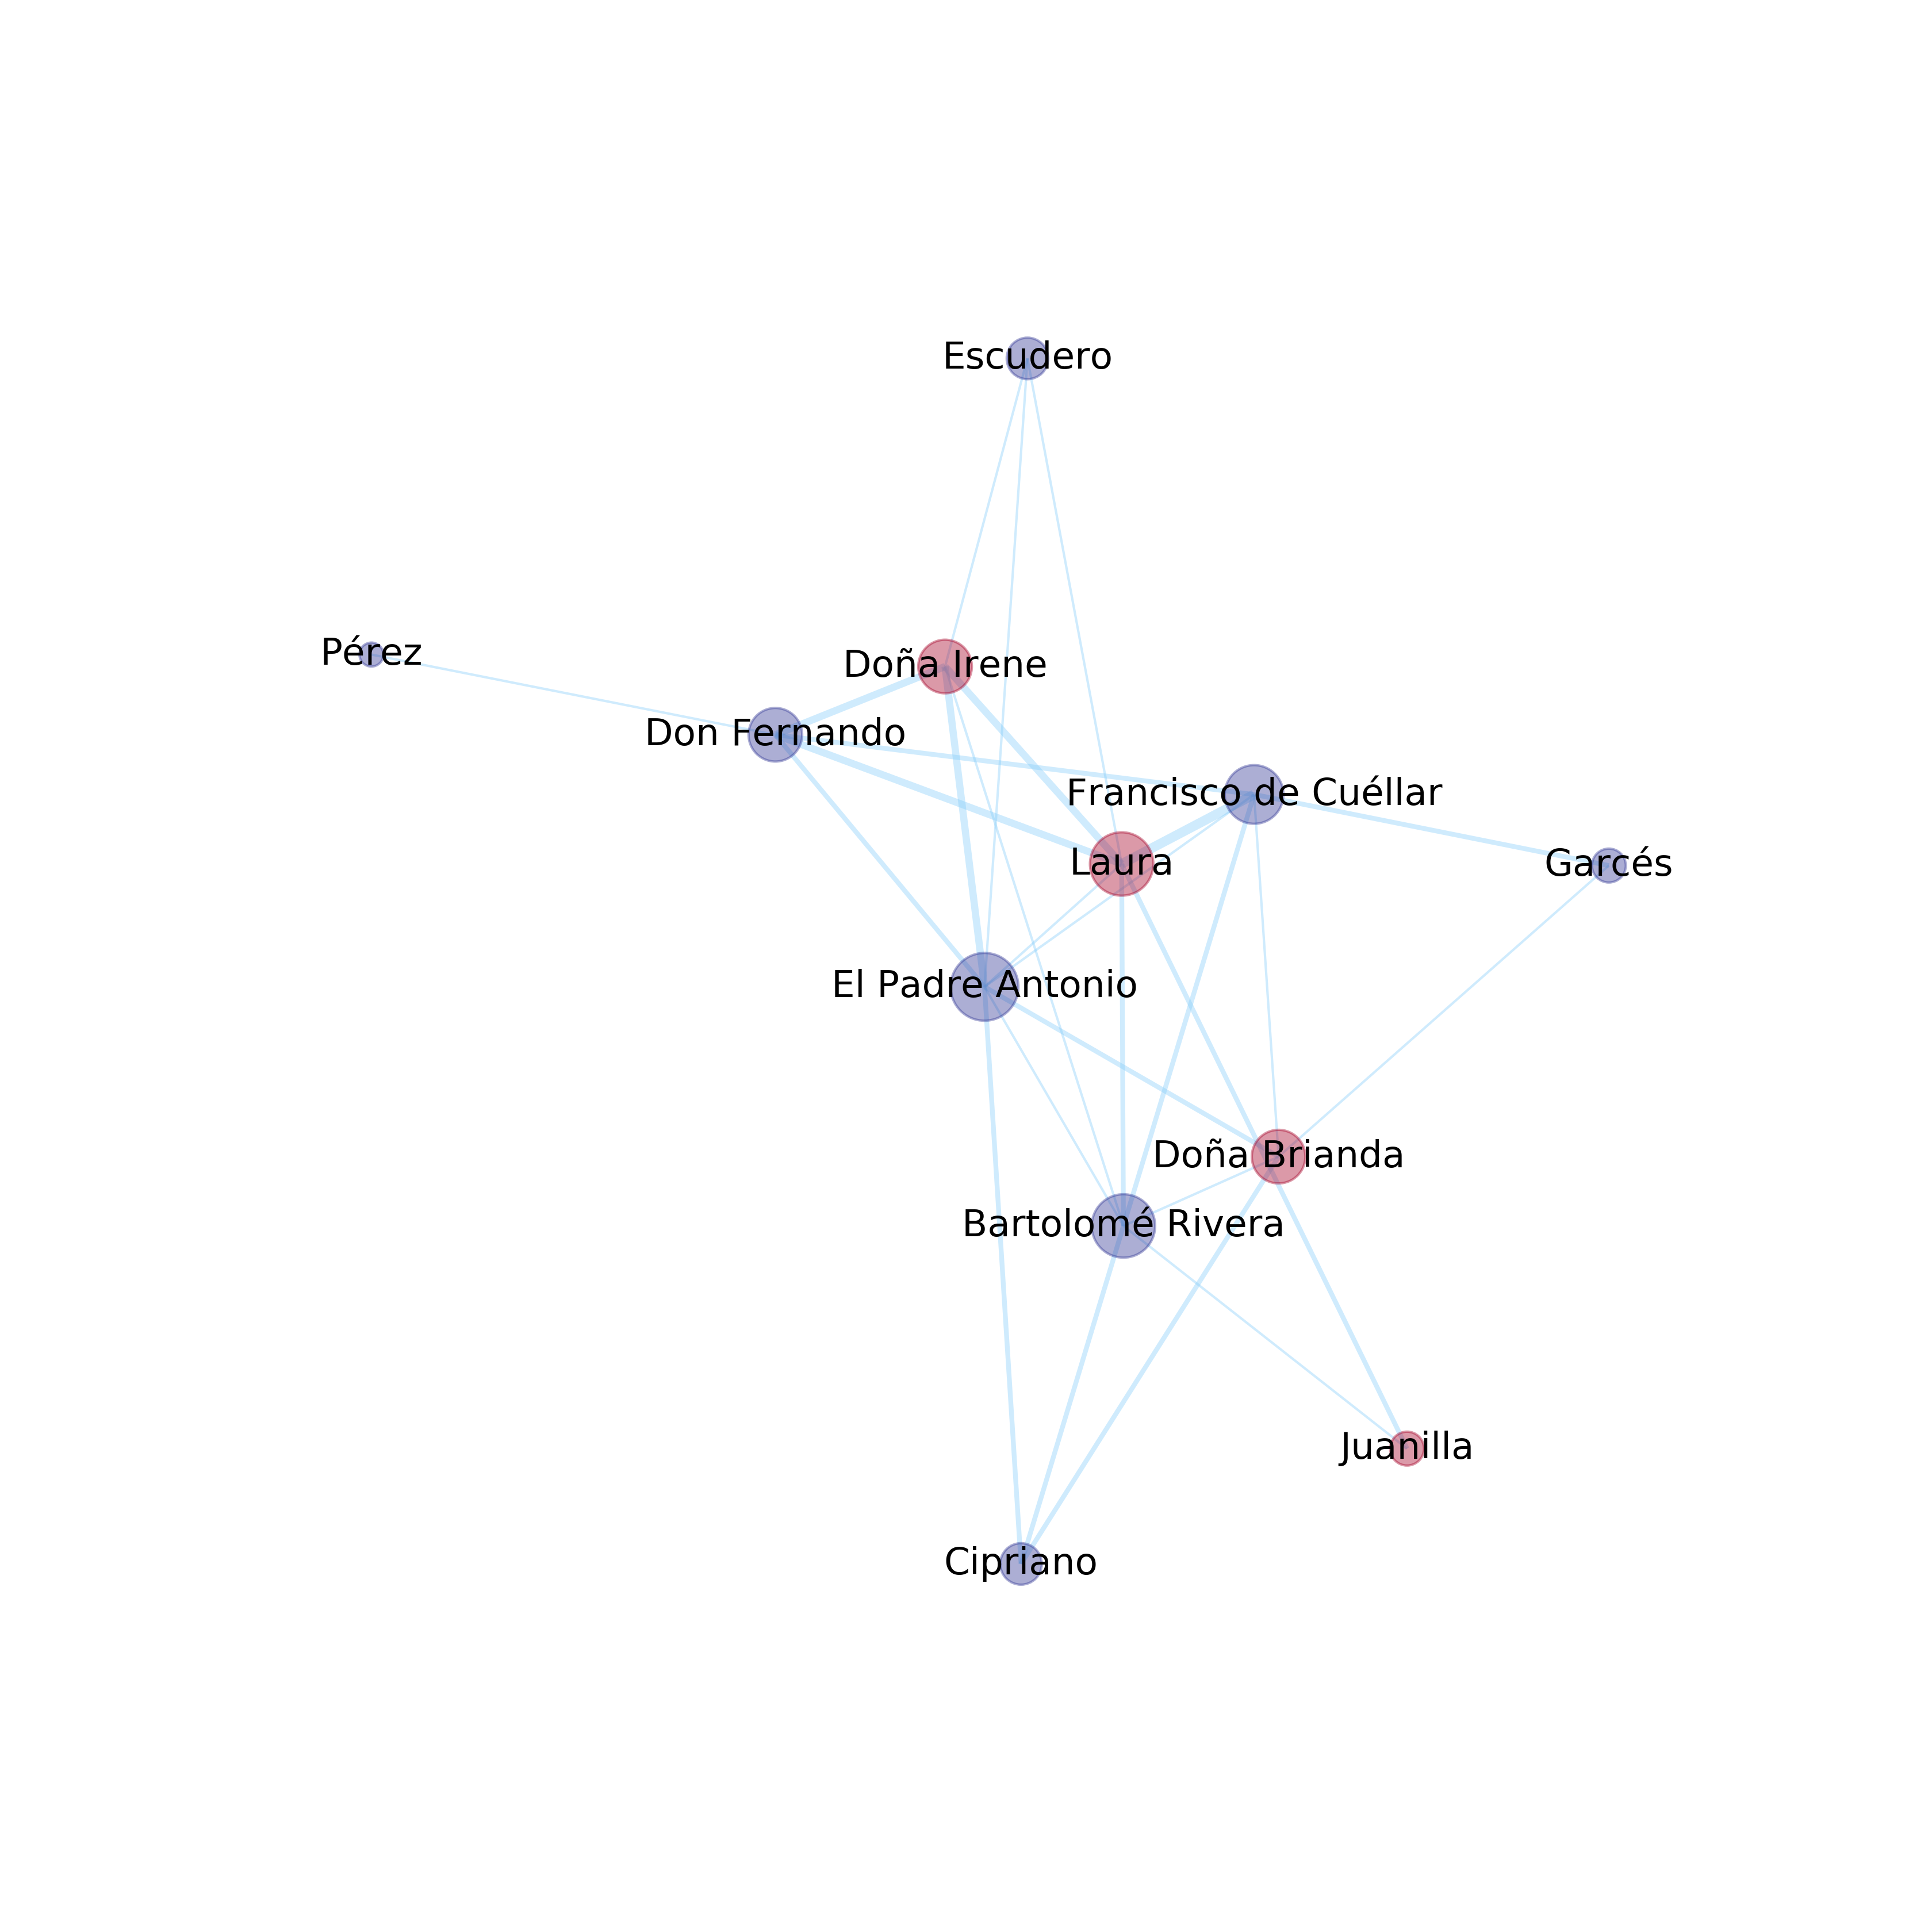 Escudero
Pérez
Doña Irene
Don Fernando
Francisco de Cuéllar
Laura
Garcés
El Padre Antonio
Doña Brianda
Bartolomé Rivera
Juanilla
Cipriano